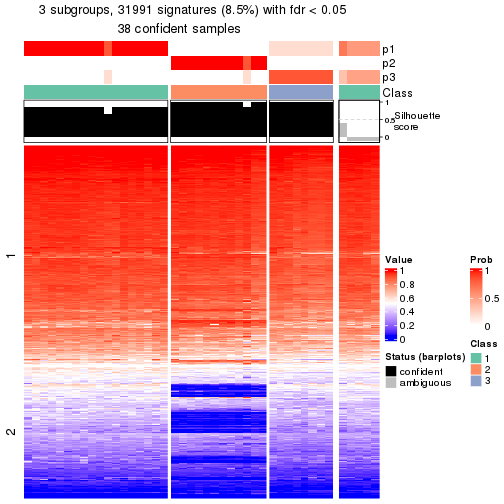 3 subgroups, 31991 signatures (8.5%) with fdr < 0.05
38 confident samples
p1
p2
p3
Class
1
0.5
0
Silhouette
score
1
2
Value
1
0.8
0.6
0.4
0.2
0
Prob
1
0.5
0
Class
1
2
3
Status (barplots)
confident
ambiguous